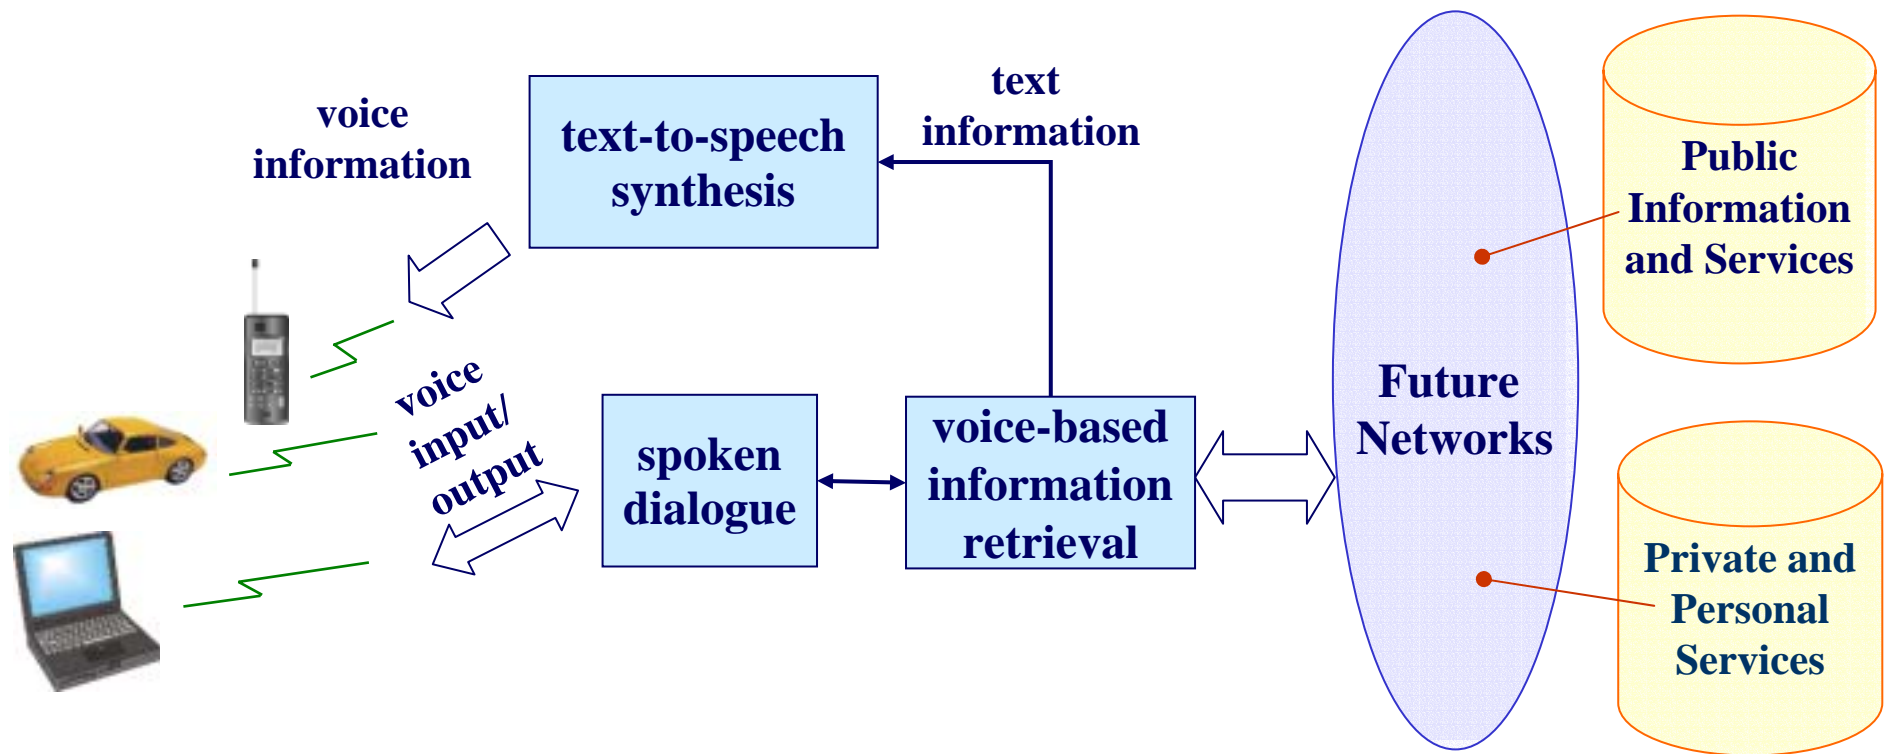 voice
information
text-to-speech
synthesis
text
information
voice
input/
output
spoken
dialogue
voice-based
information
retrieval
Future
Networks
Public
Information
and Services
Private and
Personal
Services